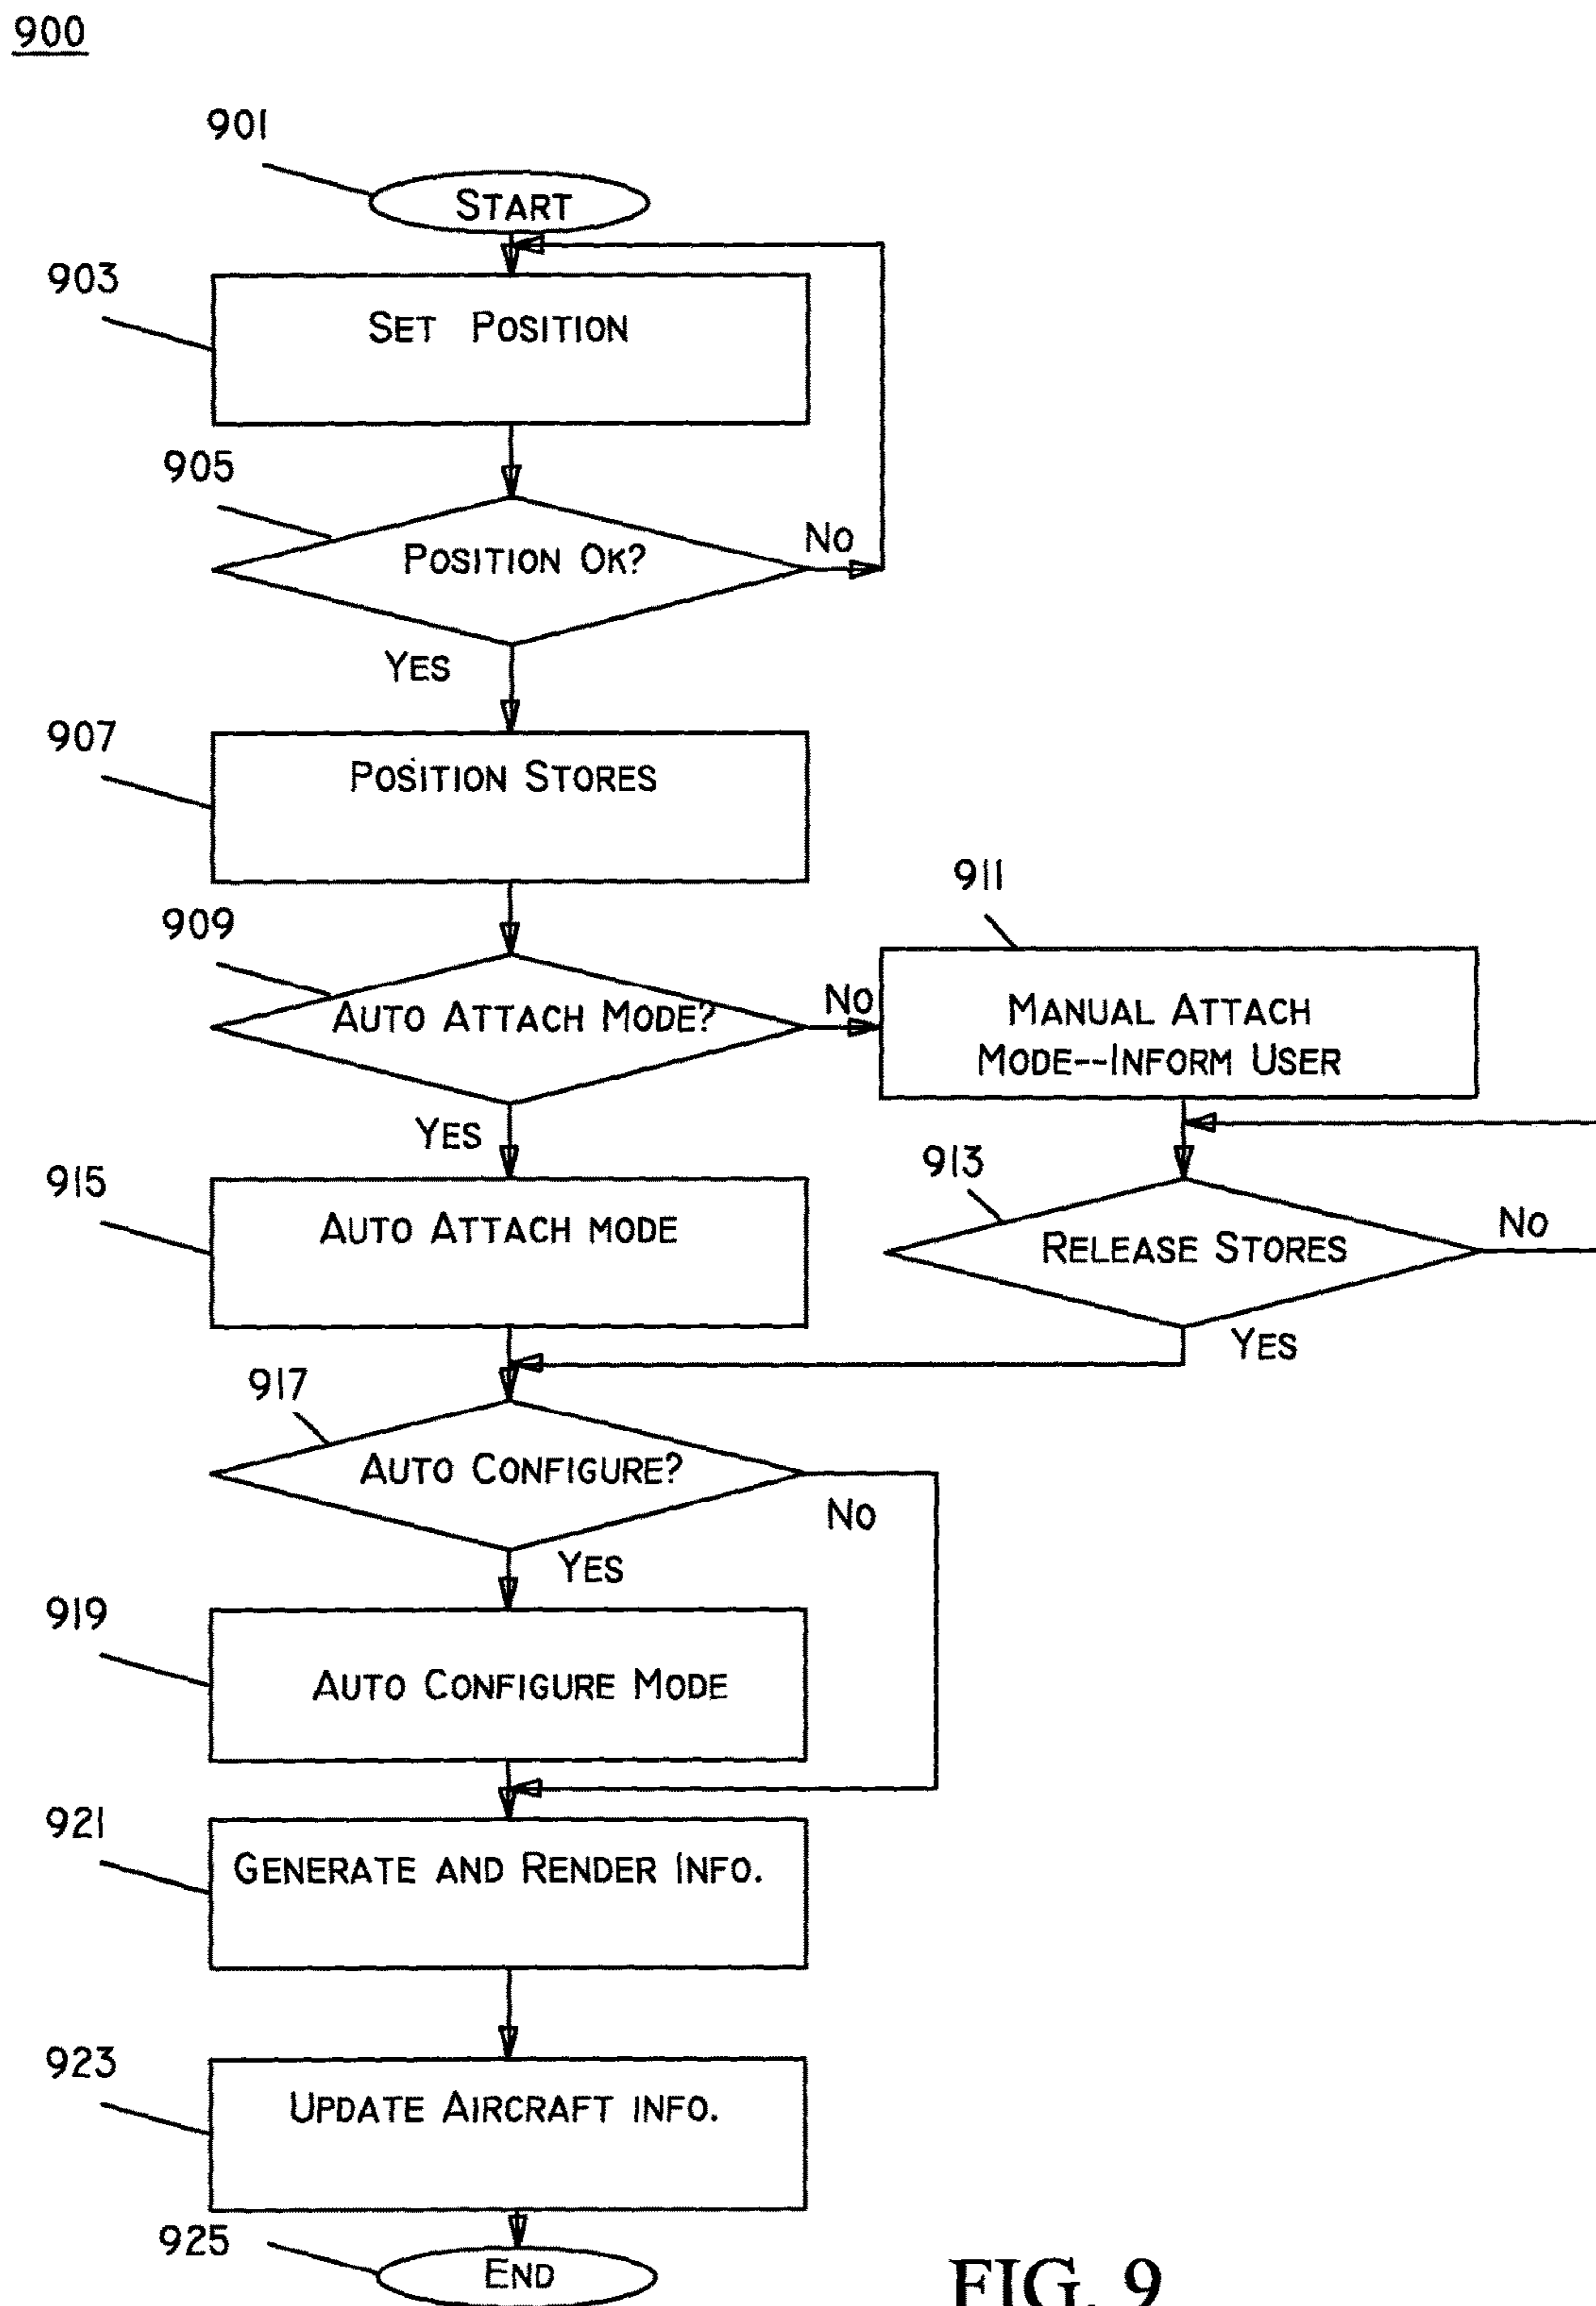 900
901
START
903
SET POSITION
905
POSITION OK?
NO
YES
907
POSITION STORES
909
AUTO ATTACH MODE?
NO
911
MANUAL ATTACH
MODE--INFORM USER
YES
913
RELEASE STORES
NO
YES
915
AUTO ATTACH MODE
917
AUTO CONFIGURE?
NO
YES
919
AUTO CONFIGURE MODE
921
GENERATE AND RENDER INFO.
923
UPDATE AIRCRAFT INFO.
925
END
FIG. 9